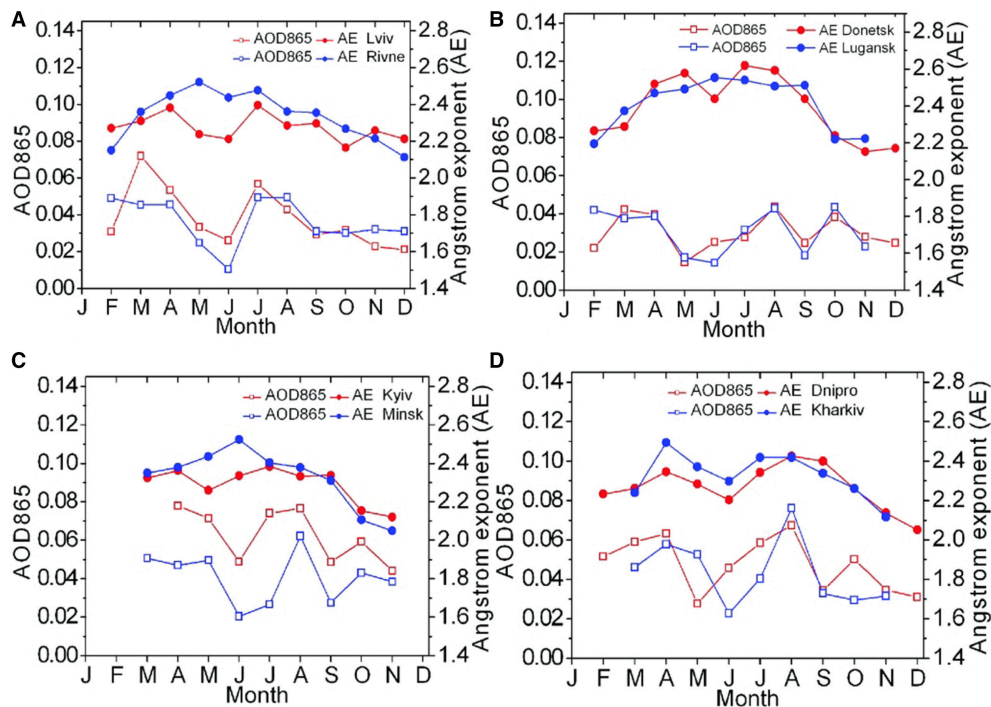 A
AOD865 AE Lviv
AOD865 AE Rivne
0.14
0.12
0.10
0.08
0.06
0.04
0.02
0.00
AOD865
2.8
2.6
2.4
2.2
2.0
1.8
1.6
1.4
Angstrom exponent (AE)
J F M A M J J A S O N D
Month
B
AOD865 AE Donetsk
AOD865 AE Lugansk
0.14
0.12
0.10
0.08
0.06
0.04
0.02
0.00
AOD865
2.8
2.6
2.4
2.2
2.0
1.8
1.6
1.4
Angstrom exponent (AE)
J F M A M J J A S O N D
Month
C
AOD865 AE Kyiv
AOD865 AE Minsk
0.14
0.12
0.10
0.08
0.06
0.04
0.02
0.00
AOD865
2.8
2.6
2.4
2.2
2.0
1.8
1.6
1.4
Angstrom exponent (AE)
J F M A M J J A S O N D
Month
D
AOD865 AE Dnipro
AOD865 AE Kharkiv
0.14
0.12
0.10
0.08
0.06
0.04
0.02
0.00
AOD865
2.8
2.6
2.4
2.2
2.0
1.8
1.6
1.4
Angstrom exponent (AE)
J F M A M J J A S O N D
Month